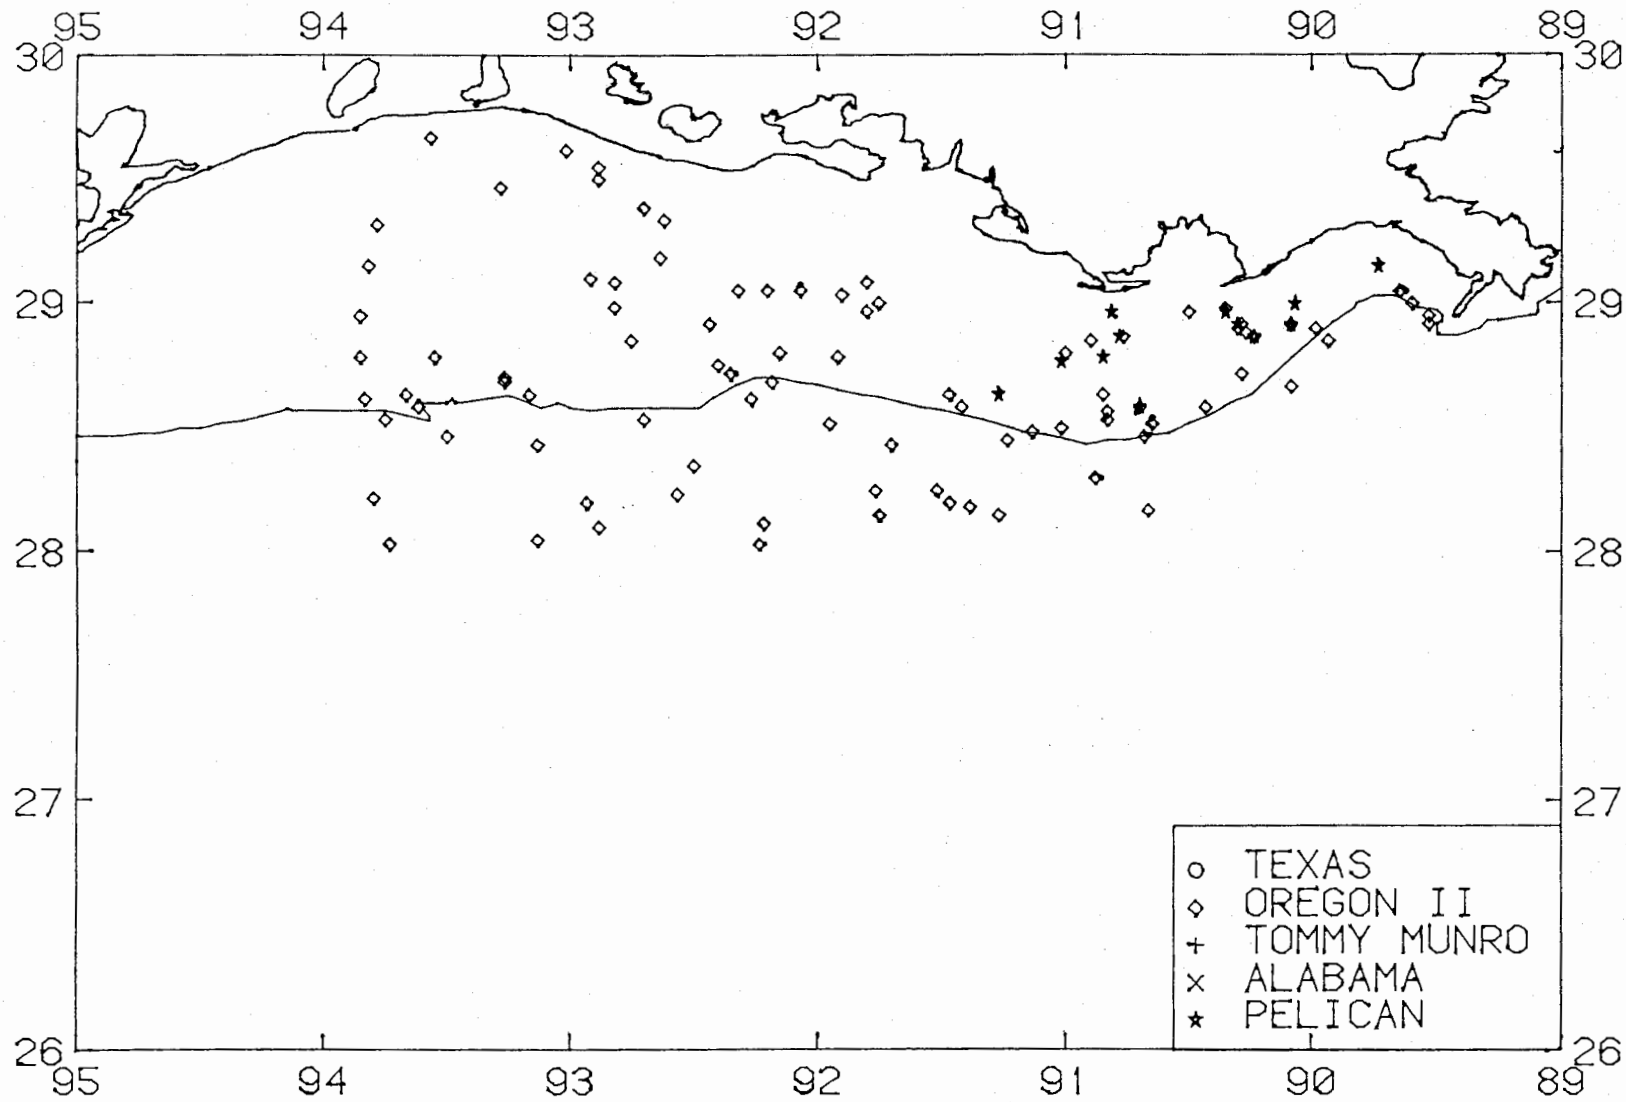 95 94 93 92 91 90 89
30 30
29 29
28 28
27 27
TEXAS
OREGON II
TOMMY MUNRO
ALABAMA
PELICAN
26 26
95 94 93 92 91 90 89